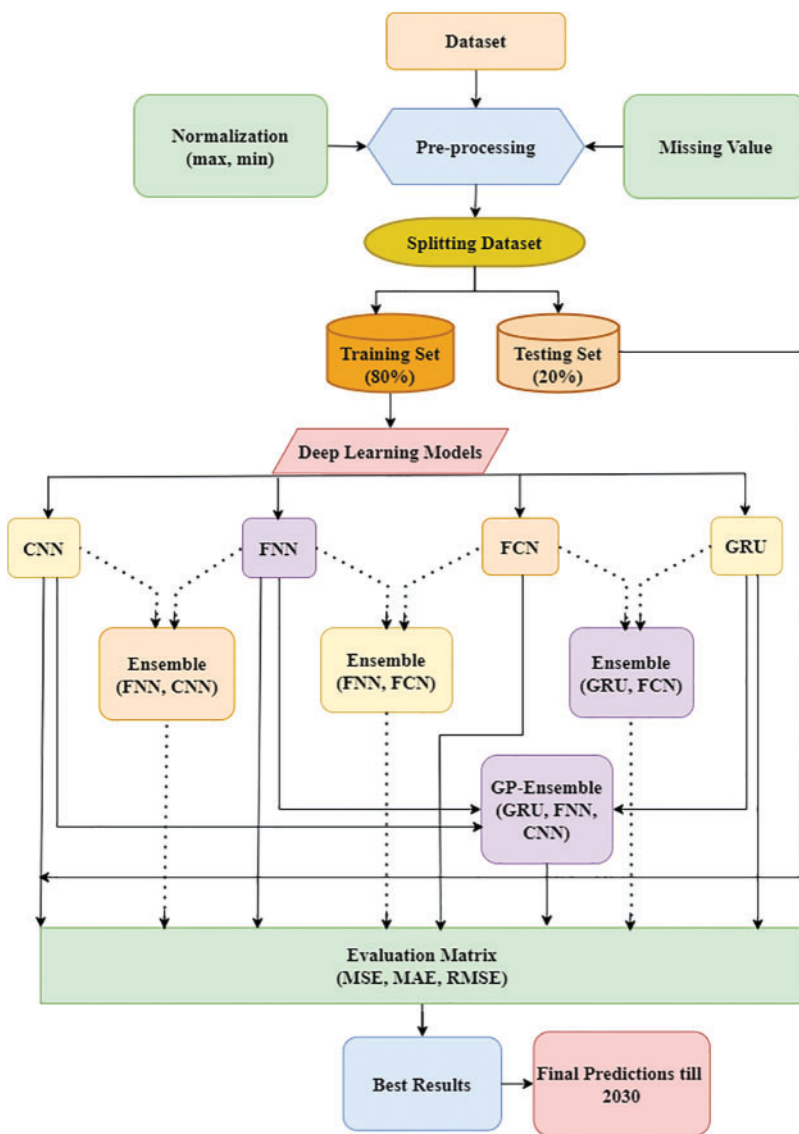 Dataset
Normalization
(max, min)
Pre-processing
Missing Value
Splitting Dataset
Training Set
(80%)
Testing Set
(20%)
Deep Learning Models
CNN
FNN
FCN
GRU
Ensemble
(FNN, CNN)
Ensemble
(FNN, FCN)
Ensemble
(GRU, FCN)
GP-Ensemble
(GRU, FNN,
CNN)
Evaluation Matrix
(MSE, MAE, RMSE)
Best Results
Final Predictions till
2030